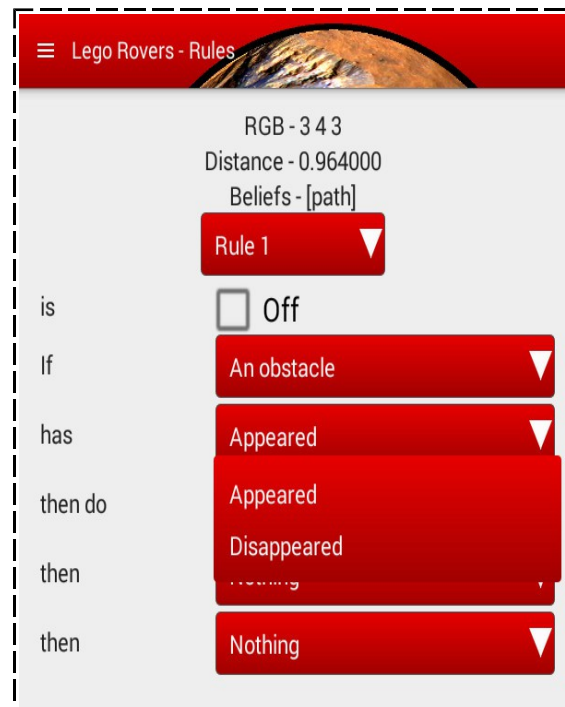 Lego Rovers - Rules
RGB - 3 4 3
Distance - 0.964000
Beliefs - [path]
Rule 1
is Off
If An obstacle
has Appeared
Appeared
then do
Disappeared
then
then Nothing